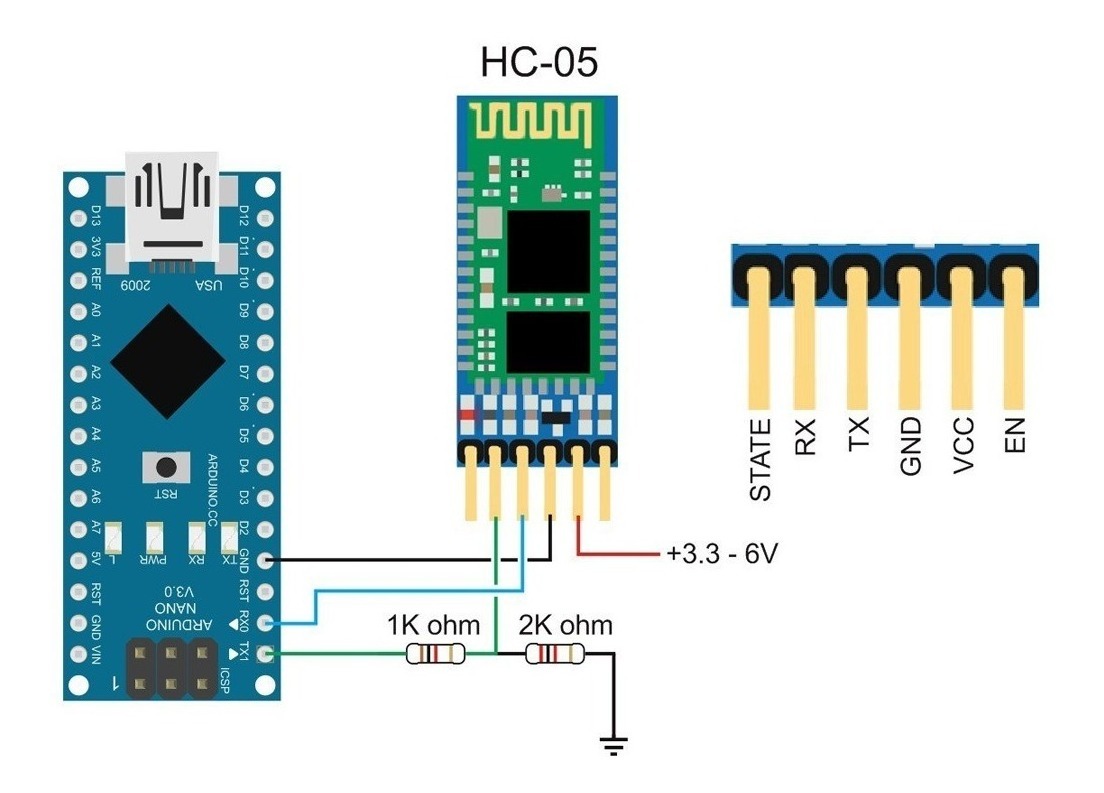 HC-05
D13
3V3
REF
A0
A1
A2
A3
A4
A5
A6
A7
5V
RST
GND
VIN
2009
USA
D12
D11
D10
D9
D8
D7
D6
D5
D4
D3
D2
GND
RST
RX0
TX1
RST
ARDUINO.CC
L
PWR
RX
TX
V3.0
NANO
ARDUINO
1
ICSP
STATE
RX
TX
GND
VCC
EN
+3.3 - 6V
1K ohm
2K ohm